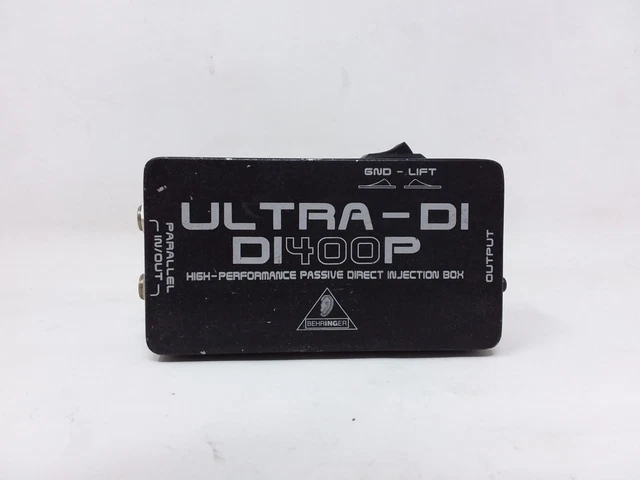 GND - LIFT
ULTRA-DI
DI400P
HIGH-PERFORMANCE PASSIVE DIRECT INJECTION BOX
PARALLEL
IN/OUT
OUTPUT
BEHRINGER